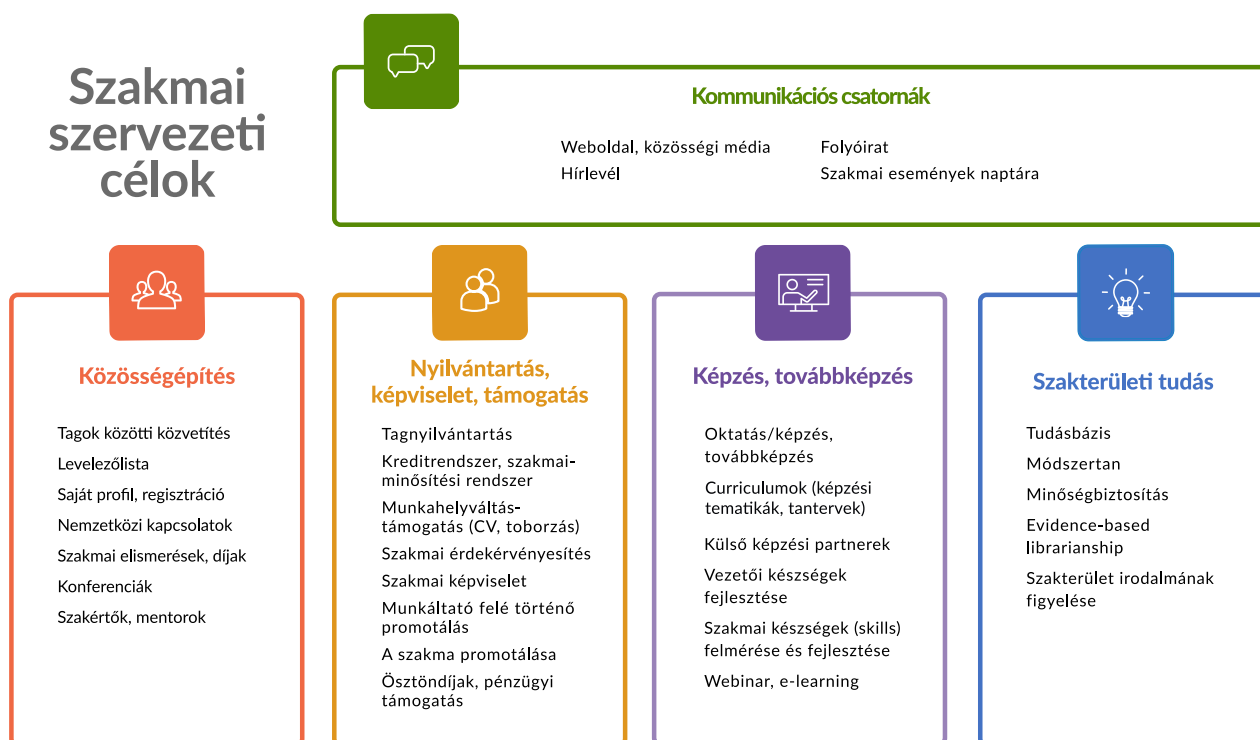 Szakmai
szervezeti
célok
Kommunikációs csatornák
Weboldal, közösségi média
Hírlevél
Folyóirat
Szakmai események naptára
Közösségépítés
Tagok közötti közvetítés
Levelezőlista
Saját profil, regisztráció
Nemzetközi kapcsolatok
Szakmai elismerések, díjak
Konferenciák
Szakértők, mentorok
Nyilvántartás,
képviselet, támogatás
Tagnyilvántartás
Kreditrendszer, szakmai-
minősítési rendszer
Munkahelyváltás-
támogatás (CV, toborzás)
Szakmai érdekérvényesítés
Szakmai képviselet
Munkáltató felé történő
promotálás
A szakma promotálása
Ösztöndíjak, pénzügyi
támogatás
Képzés, továbbképzés
Oktatás/képzés,
továbbképzés
Curriculumok (képzési
tematikák, tantervek)
Külső képzési partnerek
Vezetői készségek
fejlesztése
Szakmai készségek (skills)
felmérése és fejlesztése
Webinar, e-learning
Szakterületi tudás
Tudásbázis
Módszertan
Minőségbiztosítás
Evidence-based
librarianship
Szakterület irodalmának
figyelése